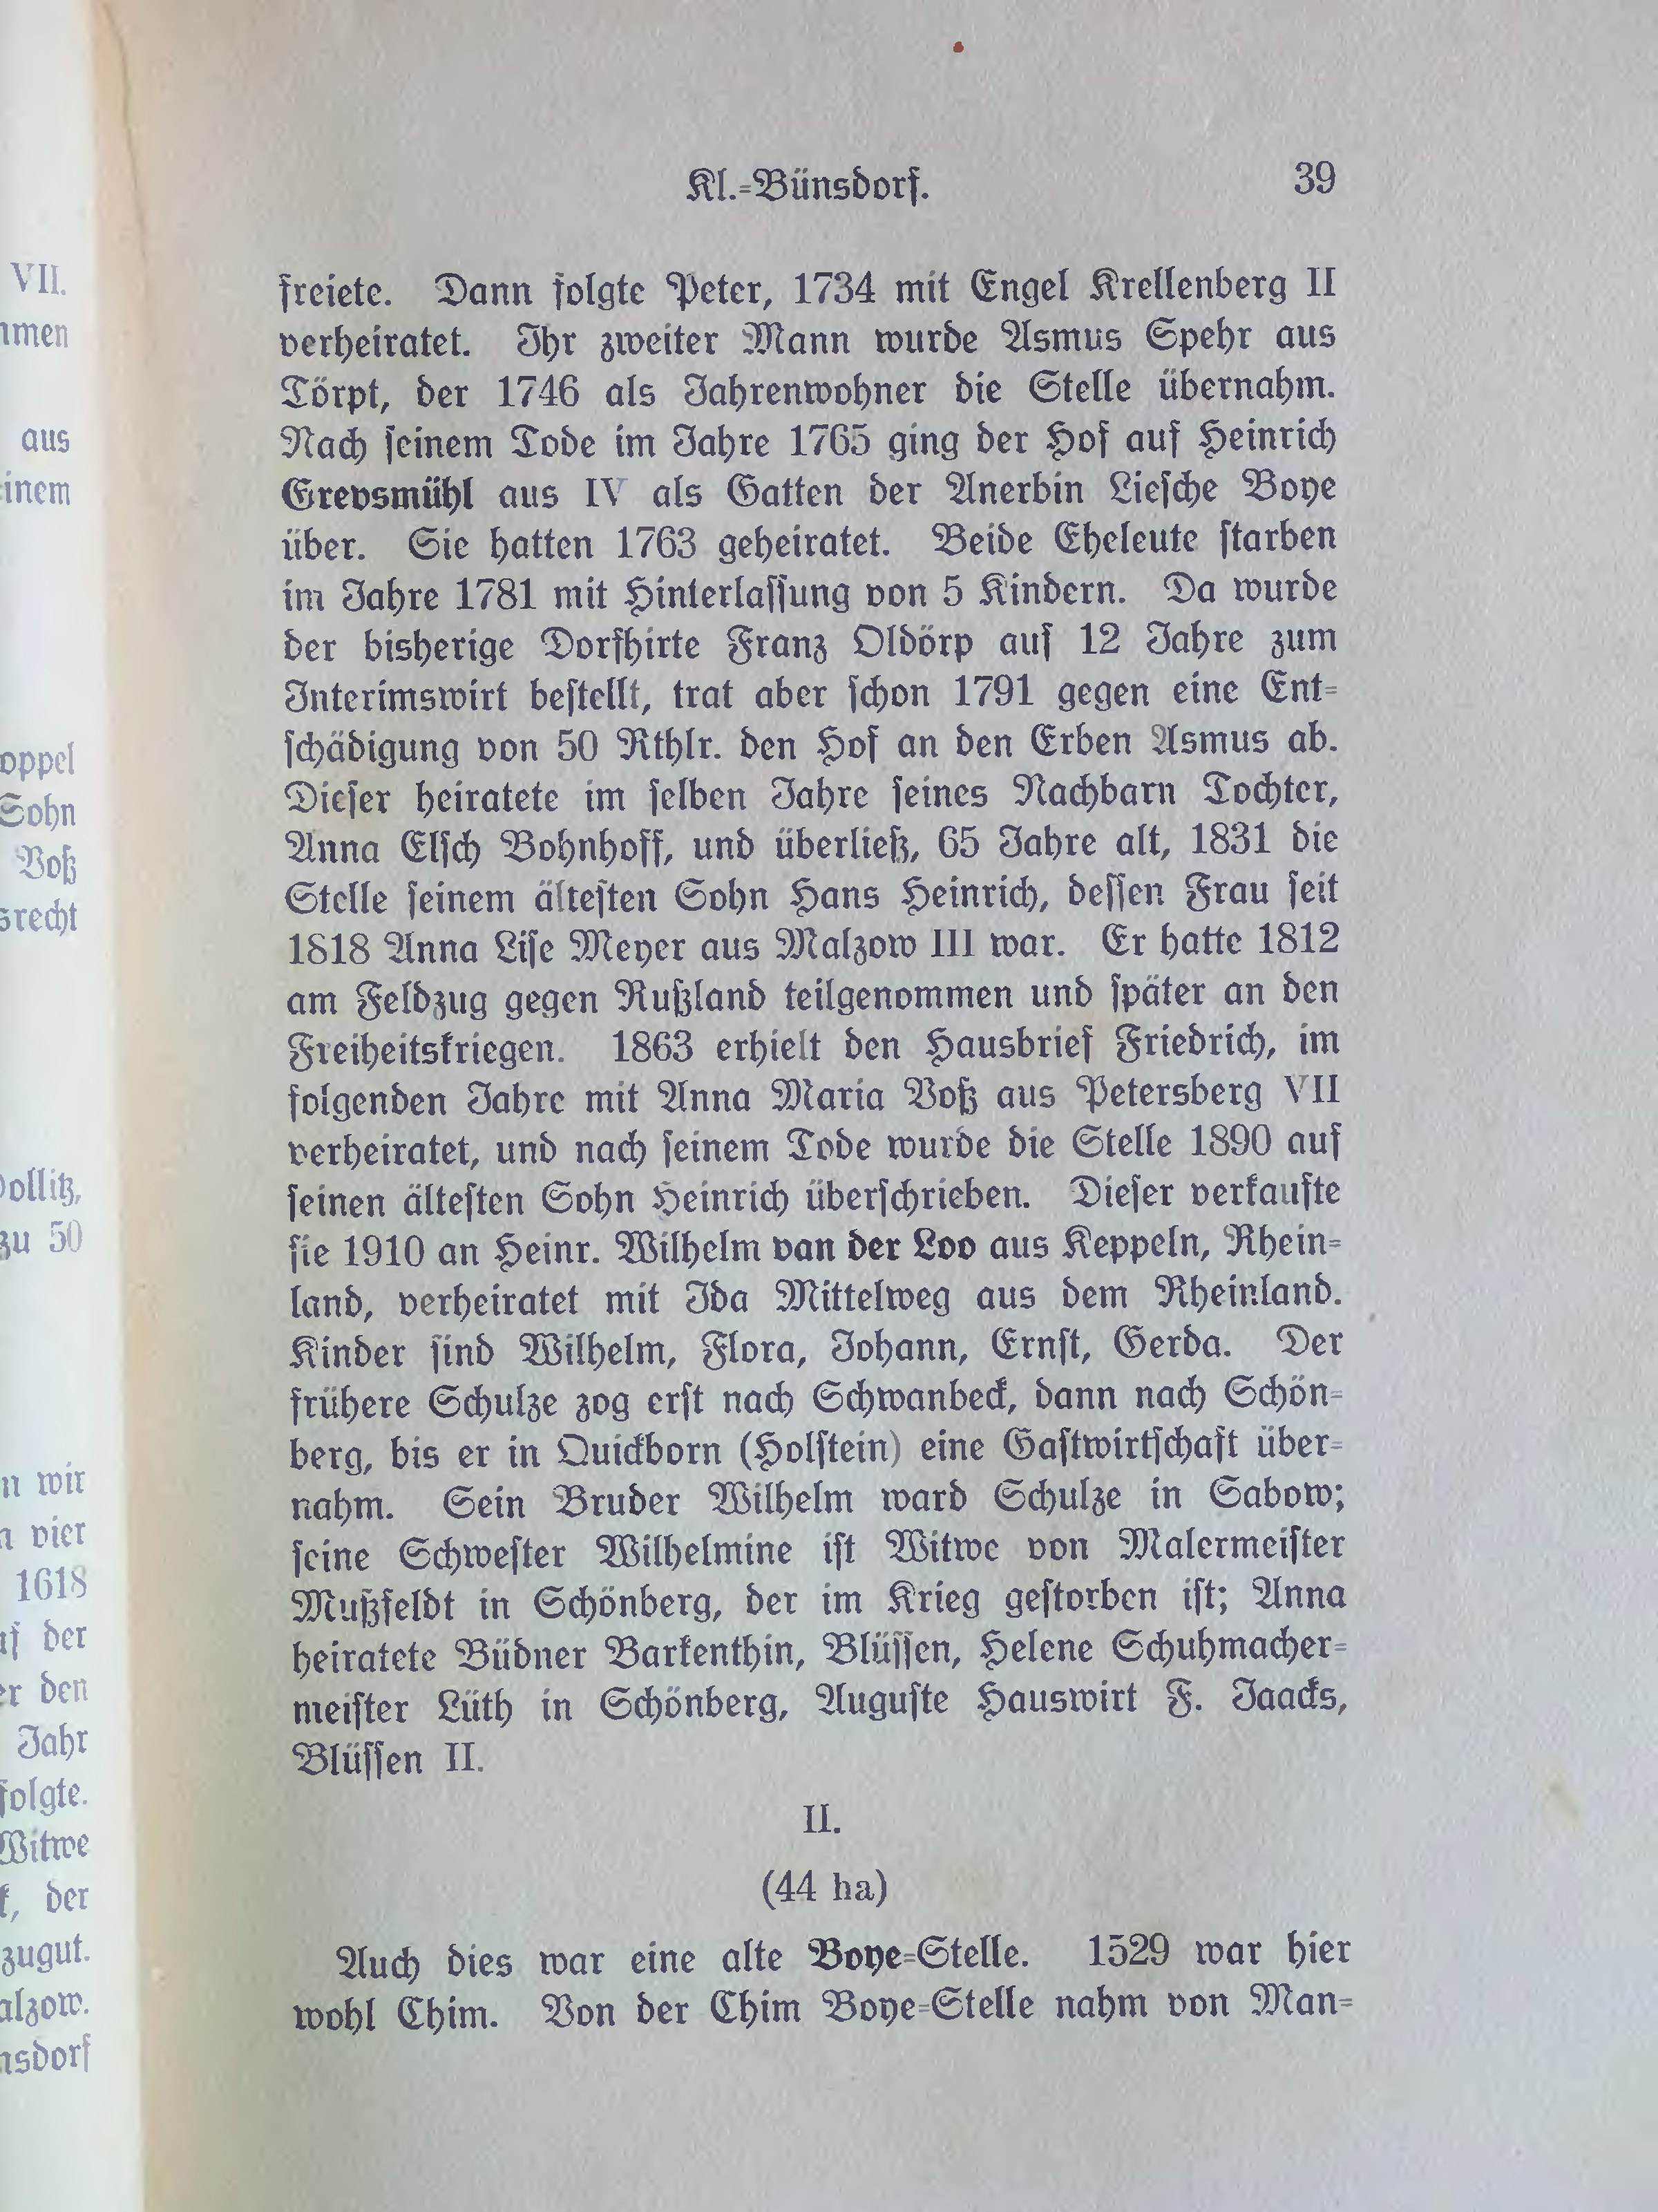 Kl.-Bünsdorf. 39
freiete. Dann folgte Peter, 1734 mit Engel Krellenberg II
verheiratet. Ihr zweiter Mann wurde Asmus Spehr aus
Törpt, der 1746 als Jahrenwohner die Stelle übernahm.
Nach seinem Tode im Jahre 1765 ging der Hof auf Heinrich
Grevsmühl aus IV als Gatten der Anerbin Liesche Boye
über. Sie hatten 1763 geheiratet. Beide Eheleute starben
im Jahre 1781 mit Hinterlassung von 5 Kindern. Da wurde
der bisherige Dorfhirte Franz Oldörp auf 12 Jahre zum
Interimswirt bestellt, trat aber schon 1791 gegen eine Ent-
schädigung von 50 Rthlr. den Hof an den Erben Asmus ab.
Dieser heiratete im selben Jahre seines Nachbarn Tochter,
Anna Elsch Bohnhoff, und überließ, 65 Jahre alt, 1831 die
Stelle seinem ältesten Sohn Hans Heinrich, dessen Frau seit
1818 Anna Lise Meyer aus Malzow III war. Er hatte 1812
am Feldzug gegen Rußland teilgenommen und später an den
Freiheitskriegen. 1863 erhielt den Hausbrief Friedrich, im
folgenden Jahre mit Anna Maria Voß aus Petersberg VII
verheiratet, und nach seinem Tode wurde die Stelle 1890 auf
seinen ältesten Sohn Heinrich überschrieben. Dieser verkaufte
sie 1910 an Heinr. Wilhelm van der Loo aus Keppeln, Rhein-
land, verheiratet mit Ida Mittelweg aus dem Rheinland.
Kinder sind Wilhelm, Flora, Johann, Ernst, Gerda. Der
frühere Schulze zog erst nach Schwanbeck, dann nach Schön-
berg, bis er in Quickborn (Holstein) eine Gastwirtschaft über-
nahm. Sein Bruder Wilhelm ward Schulze in Sabow;
seine Schwester Wilhelmine ist Witwe von Malermeister
Mußfeldt in Schönberg, der im Krieg gestorben ist; Anna
heiratete Büdner Barkenthin, Blüssen, Helene Schuhmacher-
meister Lüth in Schönberg, Auguste Hauswirt F. Jaacks,
Blüssen II.
II.
(44 ha)
Auch dies war eine alte Boye-Stelle. 1529 war hier
wohl Chim. Von der Chim Boye-Stelle nahm von Man-